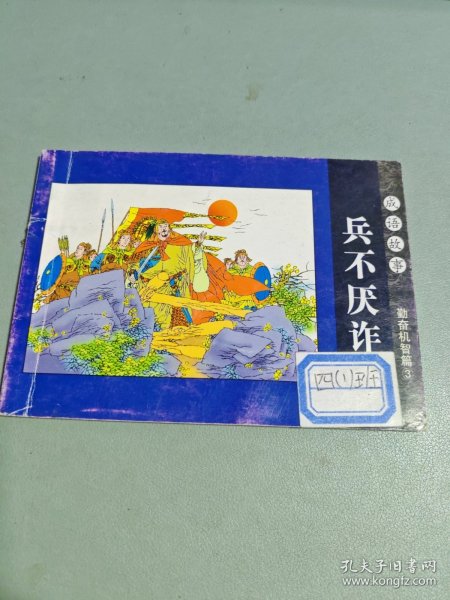 成语故事
兵不厌诈
勤奋机智篇③
四(1)班
孔夫子旧书网
www.kongfz.com